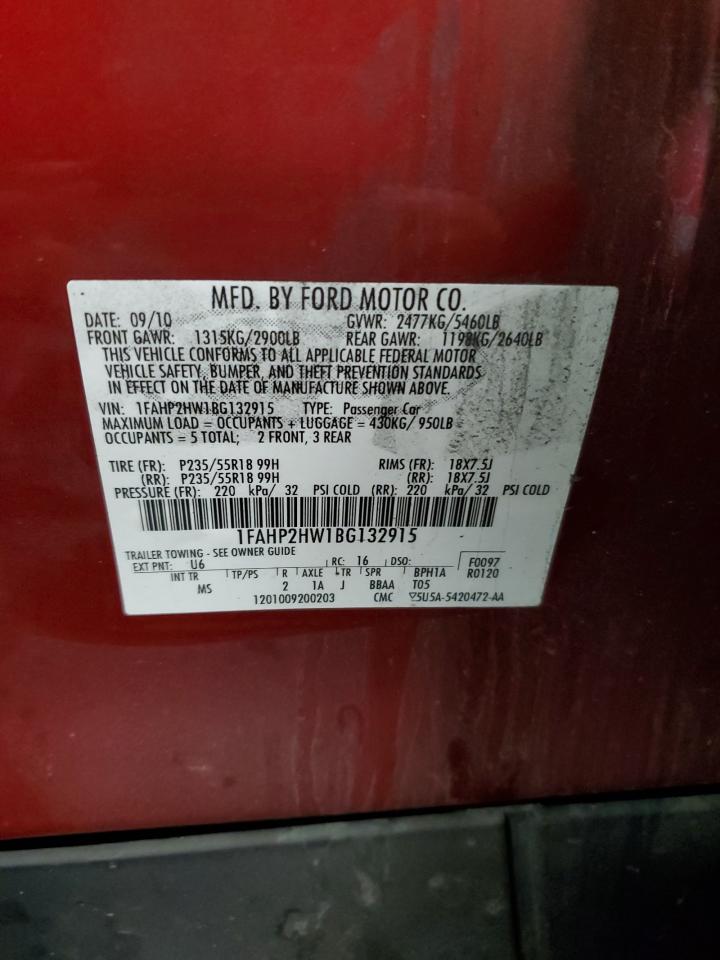 MFD. BY FORD MOTOR CO.
DATE: 09/10 GVWR: 2477KG/5460LB
FRONT GAWR: 1315KG/2900LB REAR GAWR: 1198KG/2640LB
THIS VEHICLE CONFORMS TO ALL APPLICABLE FEDERAL MOTOR
VEHICLE SAFETY, BUMPER, AND THEFT PREVENTION STANDARDS
IN EFFECT ON THE DATE OF MANUFACTURE SHOWN ABOVE.
VIN: 1FAHP2HW1BG132915 TYPE: Passenger Car
MAXIMUM LOAD = OCCUPANTS + LUGGAGE = 430KG/ 950LB
OCCUPANTS = 5 TOTAL; 2 FRONT, 3 REAR
TIRE (FR): P235/55R18 99H RIMS (FR): 18X7.5J
(RR): P235/55R18 99H (RR): 18X7.5J
PRESSURE (FR): 220 kPa/ 32 PSI COLD (RR): 220 kPa/ 32 PSI COLD
1FAHP2HW1BG132915
TRAILER TOWING - SEE OWNER GUIDE
EXT PNT: U6 RC: 16 DSO: F0097
INT TR TP/PS R AXLE TR SPR BPH1A R0120
MS 2 1A J BBAA T05
1201009200203 CMC 5U5A-5420472-AA